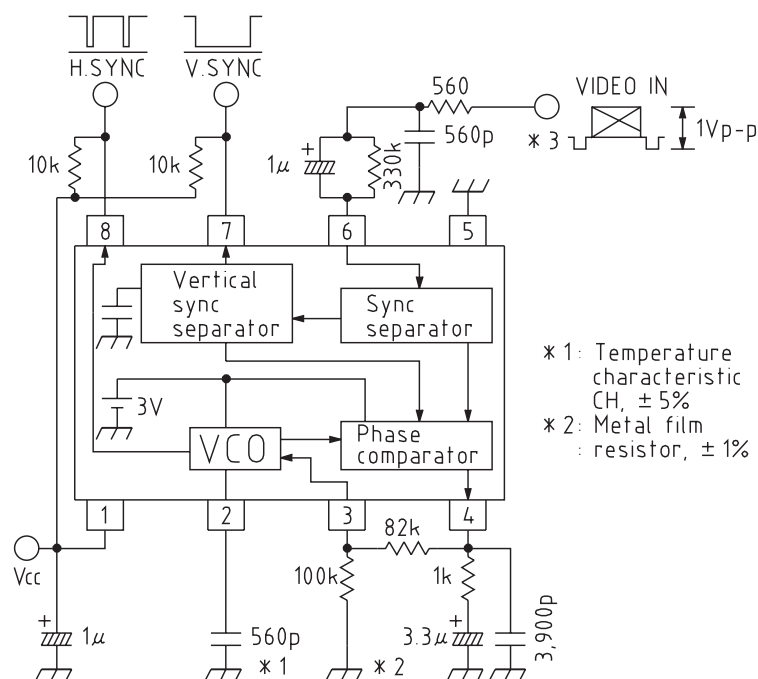 H.SYNC
V.SYNC
VIDEO IN
560
560p
＊3
1Vp-p
10k
10k
1μ
+
330k
8
7
6
5
Vertical
sync
separator
Sync
separator
3V
VCO
Phase
comparator
＊1: Temperature
characteristic
CH, ±5%
＊2: Metal film
: resistor, ±1%
1
2
3
4
82k
Vcc
100k
1k
+
1μ
560p
＊1
＊2
+
3.3μ
3,900p